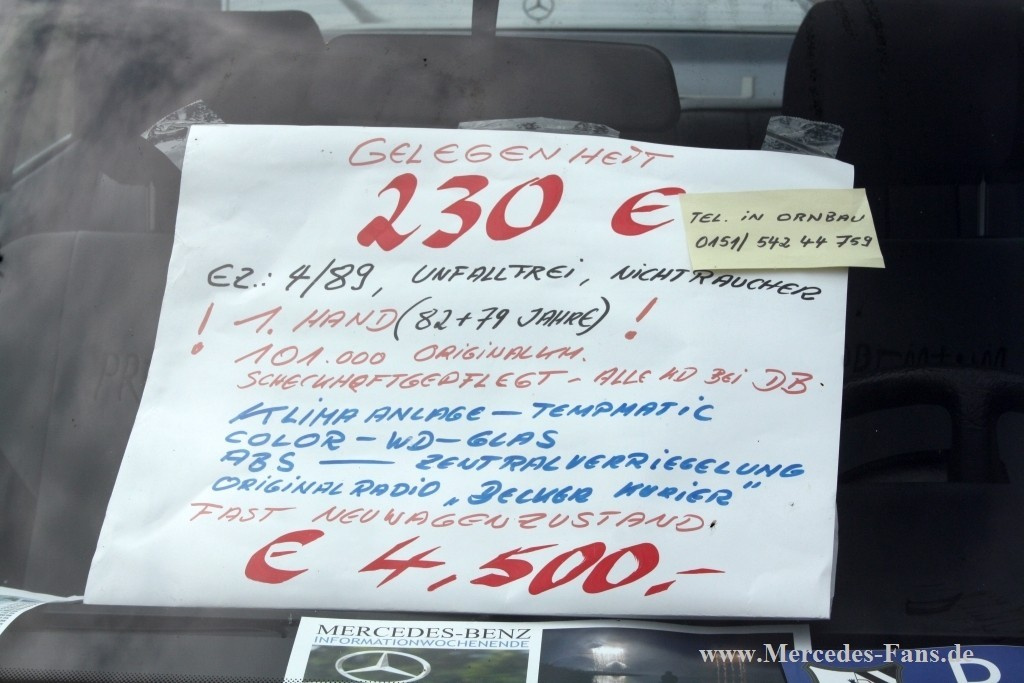 GELEGENHEIT
230 E
TEL. IN ORNBAU
0151/ 542 44 759
EZ.: 4/89, UNFALLFREI, NICHTRAUCHER
! 1. HAND (82+79 JAHRE) !
101.000 ORIGINALKM.
SCHECKHEFTGEPFLEGT - ALLE KD BEI DB.
KLIMAANLAGE - TEMPMATIC
COLOR - WD - GLAS
ABS — ZENTRALVERRIEGELUNG
ORIGINALRADIO „BECKER KURIER"
FAST NEUWAGENZUSTAND
€ 4,500,-
MERCEDES-BENZ
INFORMATIONWOCHENENDE
www.Mercedes-Fans.de